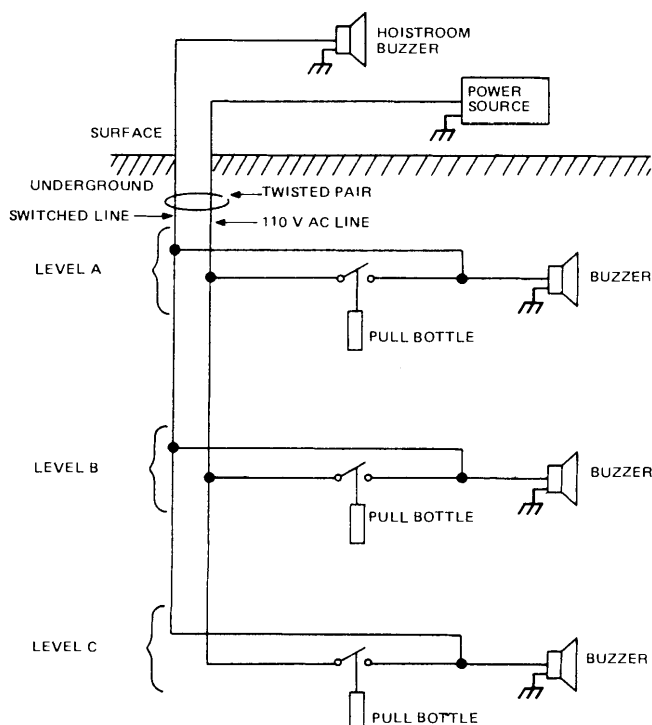 HOISTROOM
BUZZER
POWER
SOURCE
SURFACE
UNDERGROUND
TWISTED PAIR
SWITCHED LINE
110 V AC LINE
LEVEL A
BUZZER
PULL BOTTLE
LEVEL B
BUZZER
PULL BOTTLE
LEVEL C
BUZZER
PULL BOTTLE